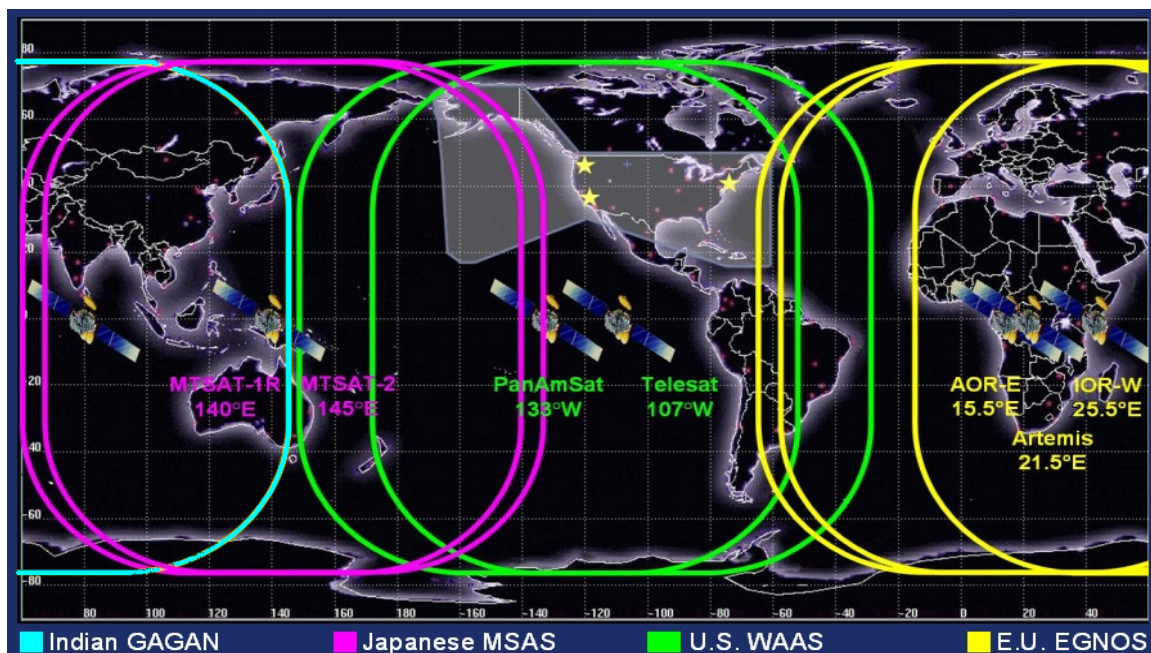 80
60
40
20
0
-20
MTSAT-1R MTSAT-2 PanAmSat Telesat AOR-E IOR-W
140°E 145°E 133°W 107°W 15.5°E 25.5°E
Artemis
21.5°E
-40
-60
-80
80 100 120 140 160 180 -160 -140 -120 -100 -80 -60 -40 -20 0 20 40
Indian GAGAN Japanese MSAS U.S. WAAS E.U. EGNOS